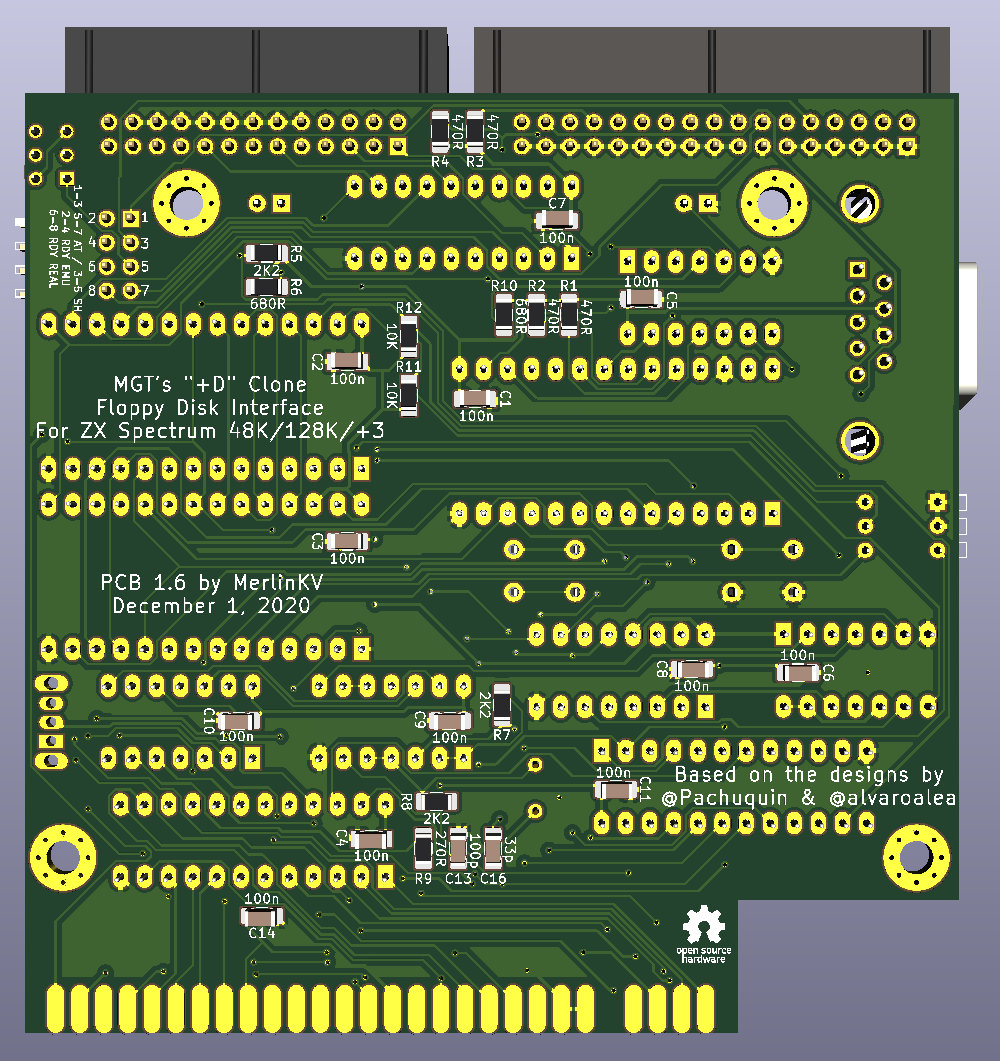 470R
470R
R4
R3
1-3 5-7 AT / 3-5 SH
2-4 RDY EMU
6-8 RDY REAL
2
1
4
3
6
5
8
7
C7
100n
R5
2K2
R6
680R
100n
C5
R10
R2
R1
680R
470R
470R
R12
10K
C2
100n
R11
10K
C1
100n
MGT's "+D" Clone
Floppy Disk Interface
For ZX Spectrum 48K/128K/+3
C3
100n
PCB 1.6 by MerlinKV
December 1, 2020
C8
100n
100n
C6
C10
100n
C9
100n
2K2
R7
100n
C11
Based on the designs by
@Pachuquin & @alvaroalea
R8
2K2
C4
100n
270R
R9
100p
C13
33p
C16
100n
C14
open source
hardware